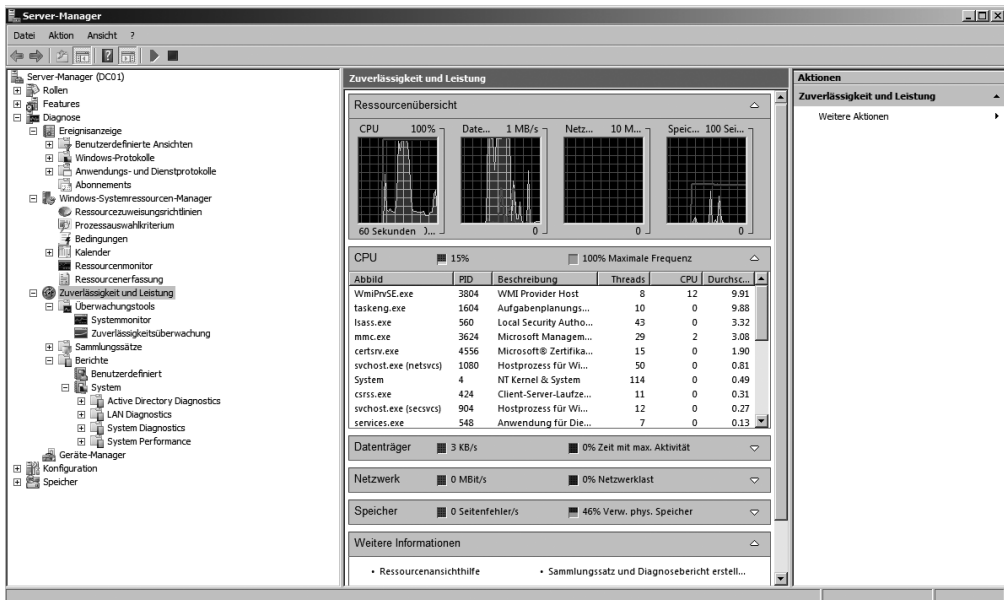 Server-Manager
Datei Aktion Ansicht ?
Server-Manager (DC01)
Rollen
Features
Diagnose
Ereignisanzeige
Benutzerdefinierte Ansichten
Windows-Protokolle
Anwendungs- und Dienstprotokolle
Abonnements
Windows-Systemressourcen-Manager
Ressourcezuweisungsrichtlinien
Prozessauswahlkriterium
Bedingungen
Kalender
Ressourcenmonitor
Ressourcenerfassung
Zuverlässigkeit und Leistung
Überwachungstools
Systemmonitor
Zuverlässigkeitsüberwachung
Sammlungssätze
Berichte
Benutzerdefiniert
System
Active Directory Diagnostics
LAN Diagnostics
System Diagnostics
System Performance
Geräte-Manager
Konfiguration
Speicher
Zuverlässigkeit und Leistung
Ressourcenübersicht
CPU 100% Date... 1 MB/s Netz... 10 M... Speic... 100 Sei...
60 Sekunden )... 0 0 0
CPU 15% 100% Maximale Frequenz
Abbild PID Beschreibung Threads CPU Durchsc...
WmiPrvSE.exe 3804 WMI Provider Host 8 12 9.91
taskeng.exe 1604 Aufgabenplanungs... 10 0 9.88
lsass.exe 560 Local Security Autho... 43 0 3.32
mmc.exe 3624 Microsoft Managem... 29 2 3.08
certsrv.exe 4556 Microsoft® Zertifika... 15 0 1.90
svchost.exe (netsvcs) 1080 Hostprozess für Wi... 50 0 0.81
System 4 NT Kernel & System 114 0 0.49
csrss.exe 424 Client-Server-Laufze... 11 0 0.31
svchost.exe (secsvcs) 904 Hostprozess für Wi... 12 0 0.27
services.exe 548 Anwendung für Die... 7 0 0.13
Datenträger 3 KB/s 0% Zeit mit max. Aktivität
Netzwerk 0 MBit/s 0% Netzwerklast
Speicher 0 Seitenfehler/s 46% Verw. phys. Speicher
Weitere Informationen
• Ressourcenansichthilfe • Sammlungssatz und Diagnosebericht erstell...
Aktionen
Zuverlässigkeit und Leistung
Weitere Aktionen